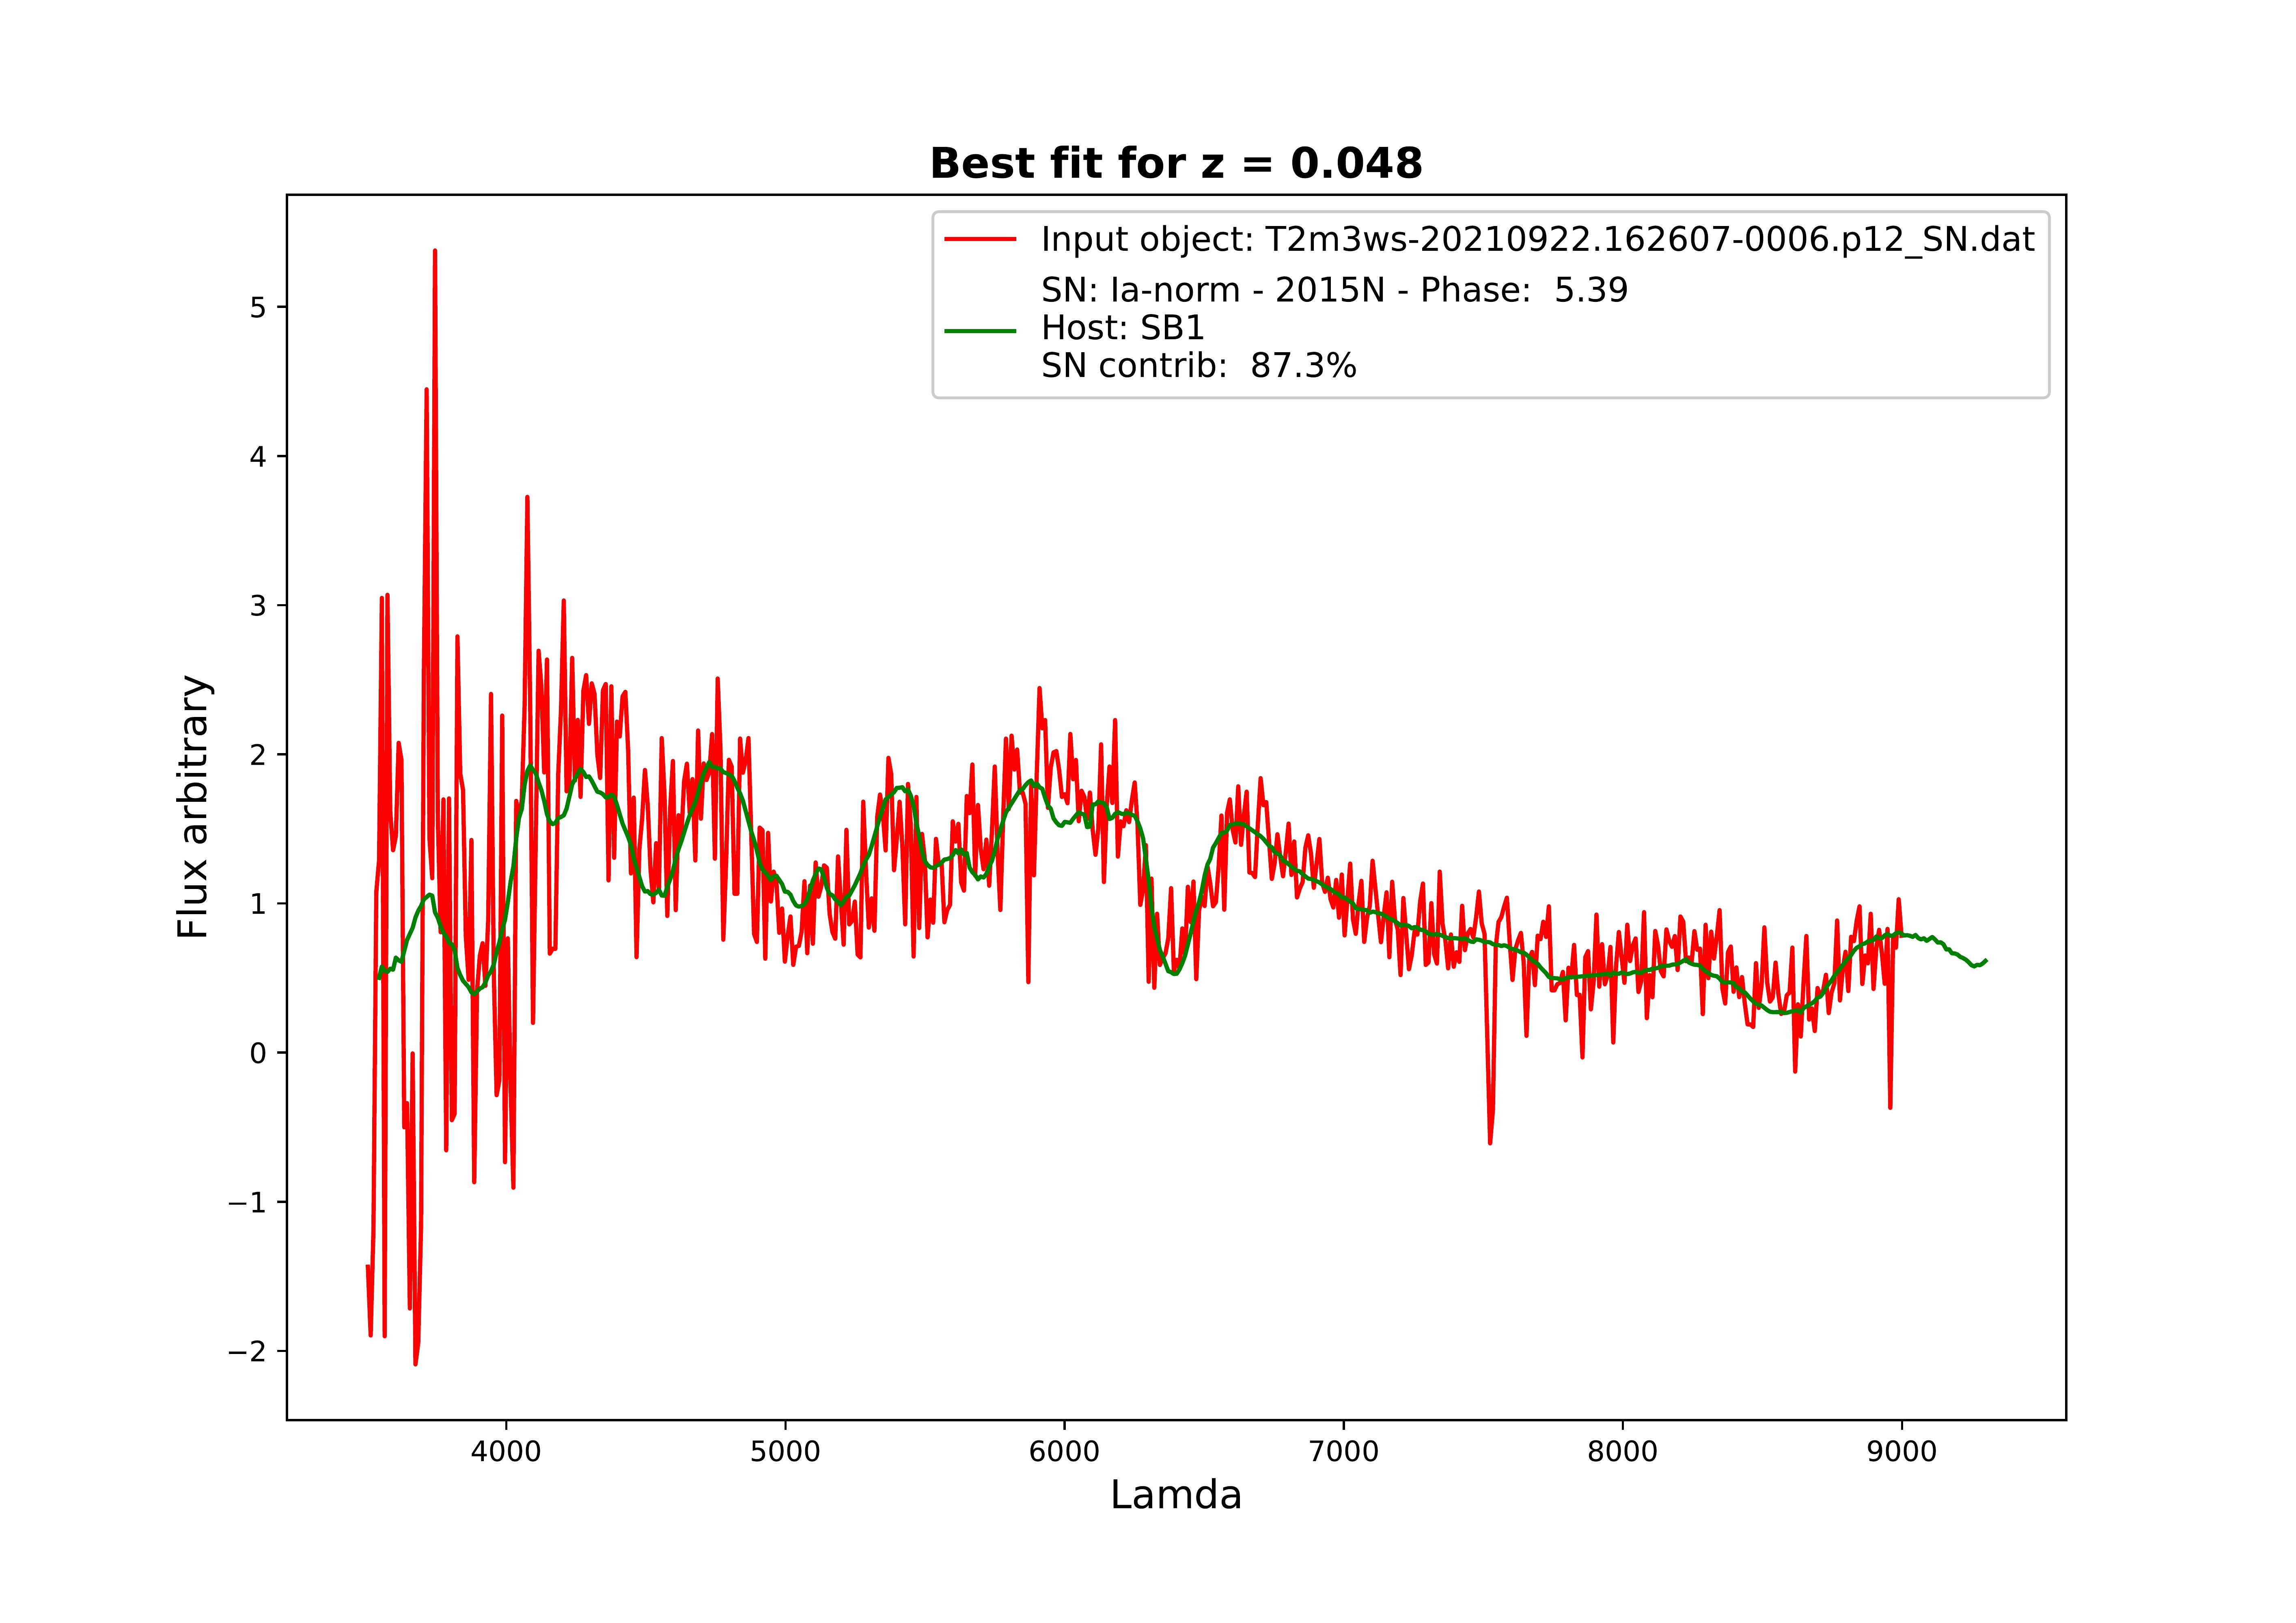 Best fit for z = 0.048
Input object: T2m3ws-20210922.162607-0006.p12_SN.dat
SN: Ia-norm - 2015N - Phase:  5.39
Host: SB1
SN contrib:  87.3%
Flux arbitrary
5
4
3
2
1
0
−1
−2
4000 5000 6000 7000 8000 9000
Lamda